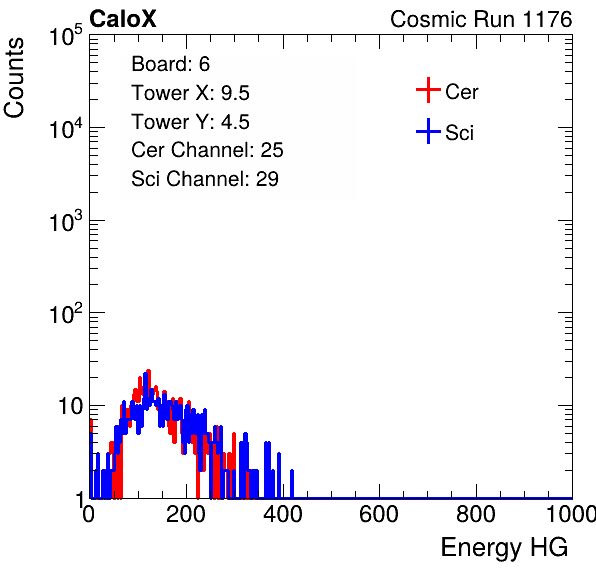 CaloX Cosmic Run 1176
Counts
Board: 6
Tower X: 9.5
Tower Y: 4.5
Cer Channel: 25
Sci Channel: 29
Cer
Sci
10^5
10^4
10^3
10^2
10
1
0 200 400 600 800 1000
Energy HG